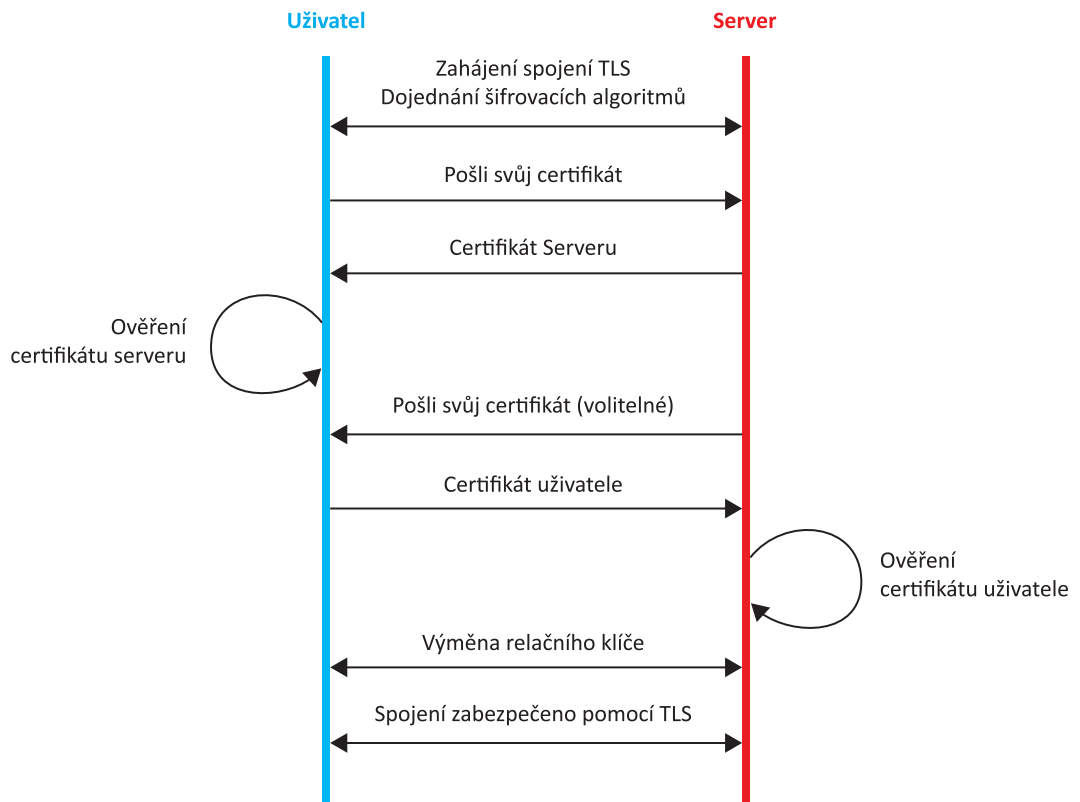 Uživatel
Server
Zahájení spojení TLS
Dojednání šifrovacích algoritmů
Pošli svůj certifikát
Certifikát Serveru
Ověření
certifikátu serveru
Pošli svůj certifikát (volitelné)
Certifikát uživatele
Ověření
certifikátu uživatele
Výměna relačního klíče
Spojení zabezpečeno pomocí TLS